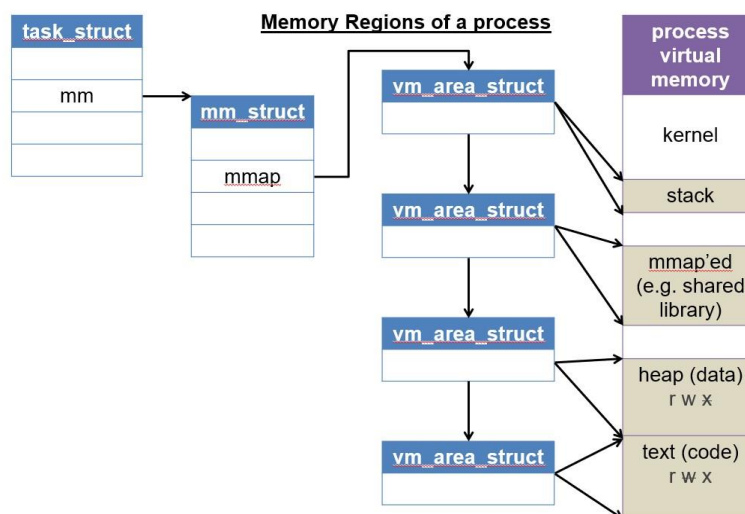 Memory Regions of a process
task_struct
mm
mm_struct
mmap
vm_area_struct
vm_area_struct
vm_area_struct
vm_area_struct
process
virtual
memory
kernel
stack
mmap’ed
(e.g. shared
library)
heap (data)
r w x
text (code)
r w x